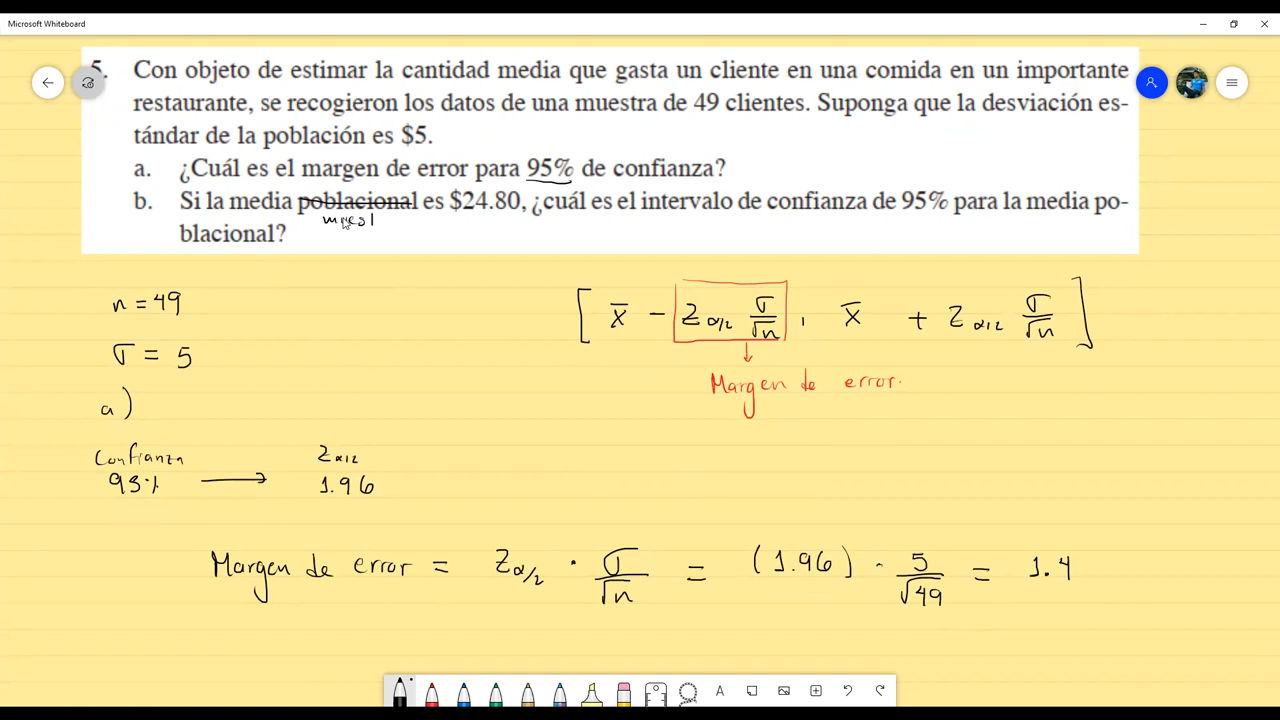 Microsoft Whiteboard
5. Con objeto de estimar la cantidad media que gasta un cliente en una comida en un importante
restaurante, se recogieron los datos de una muestra de 49 clientes. Suponga que la desviación es-
tándar de la población es $5.
a. ¿Cuál es el margen de error para 95% de confianza?
b. Si la media poblacional es $24.80, ¿cuál es el intervalo de confianza de 95% para la media po-
blacional?
n = 49
[ x̄ - Z α/2 σ/√n , x̄ + Z α/2 σ/√n ]
σ = 5
Margen de error.
a)
Confianza Z α/2
95% → 1.96
Margen de error = Z α/2 · σ/√n = (1.96) · 5/√49 = 1.4
A